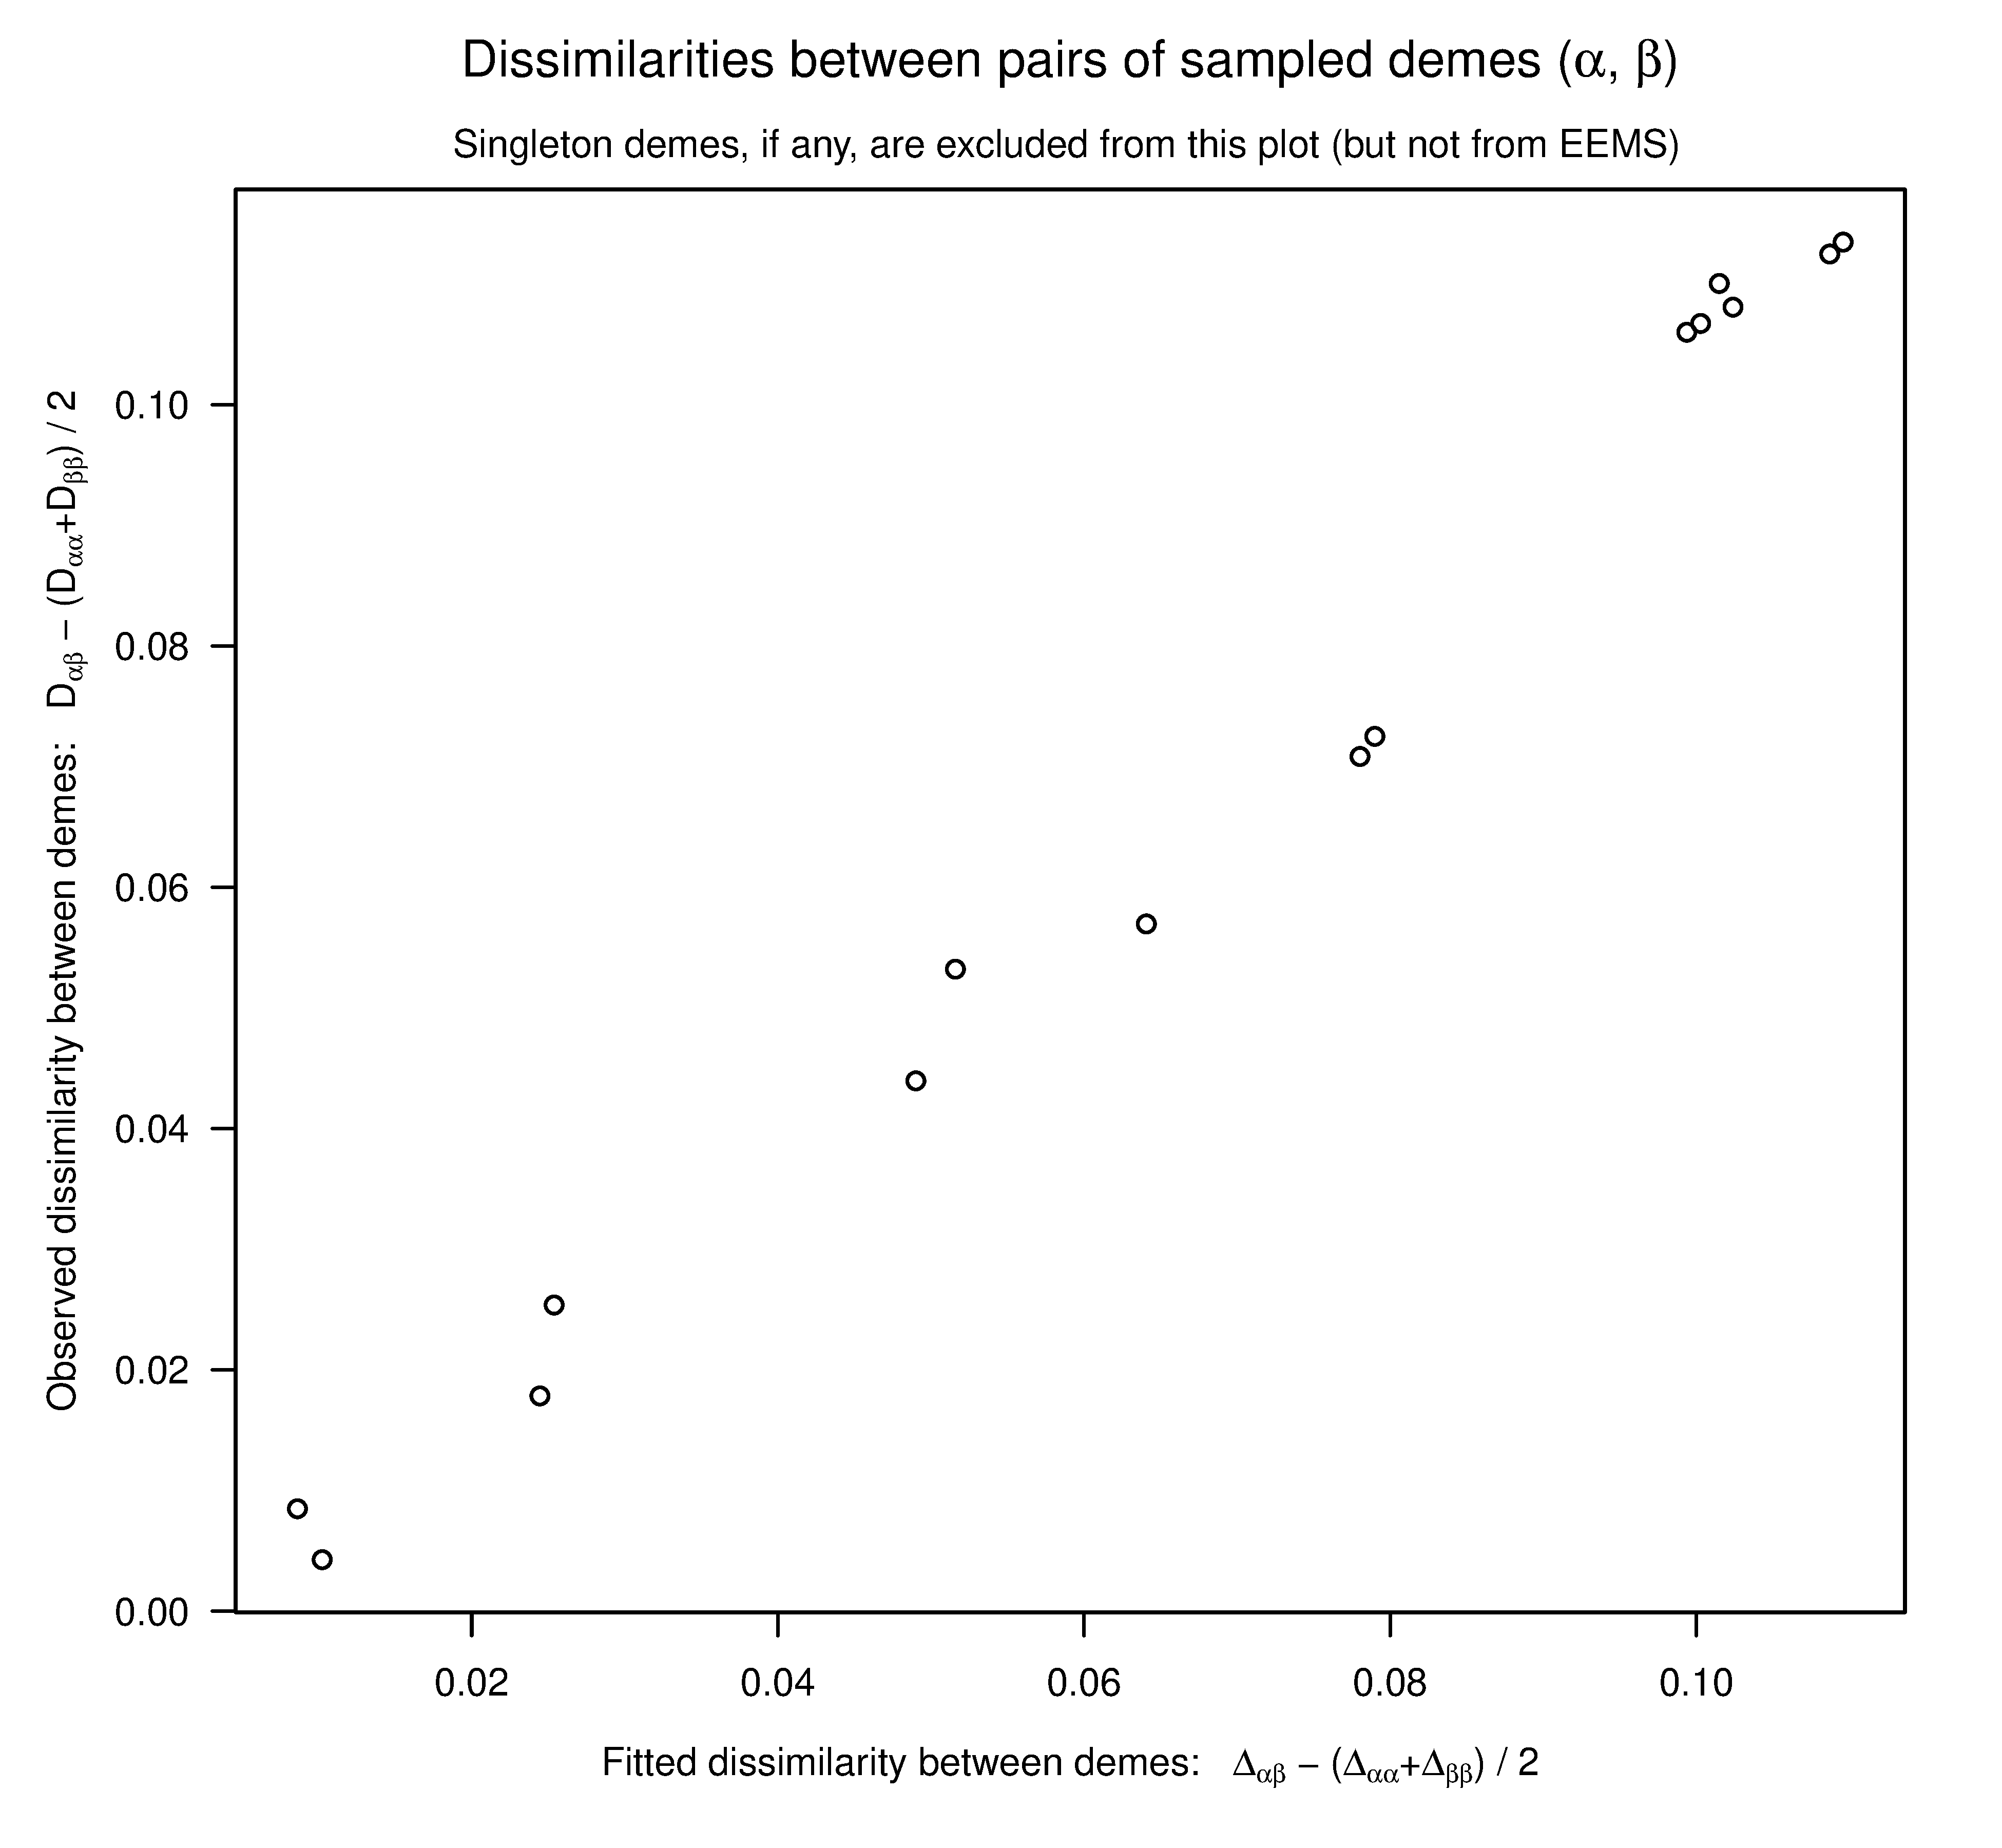 Dissimilarities between pairs of sampled demes (α, β)
Singleton demes, if any, are excluded from this plot (but not from EEMS)
Observed dissimilarity between demes: Dαβ − (Dαα+Dββ) / 2
0.10
0.08
0.06
0.04
0.02
0.00
0.02 0.04 0.06 0.08 0.10
Fitted dissimilarity between demes: Δαβ − (Δαα+Δββ) / 2